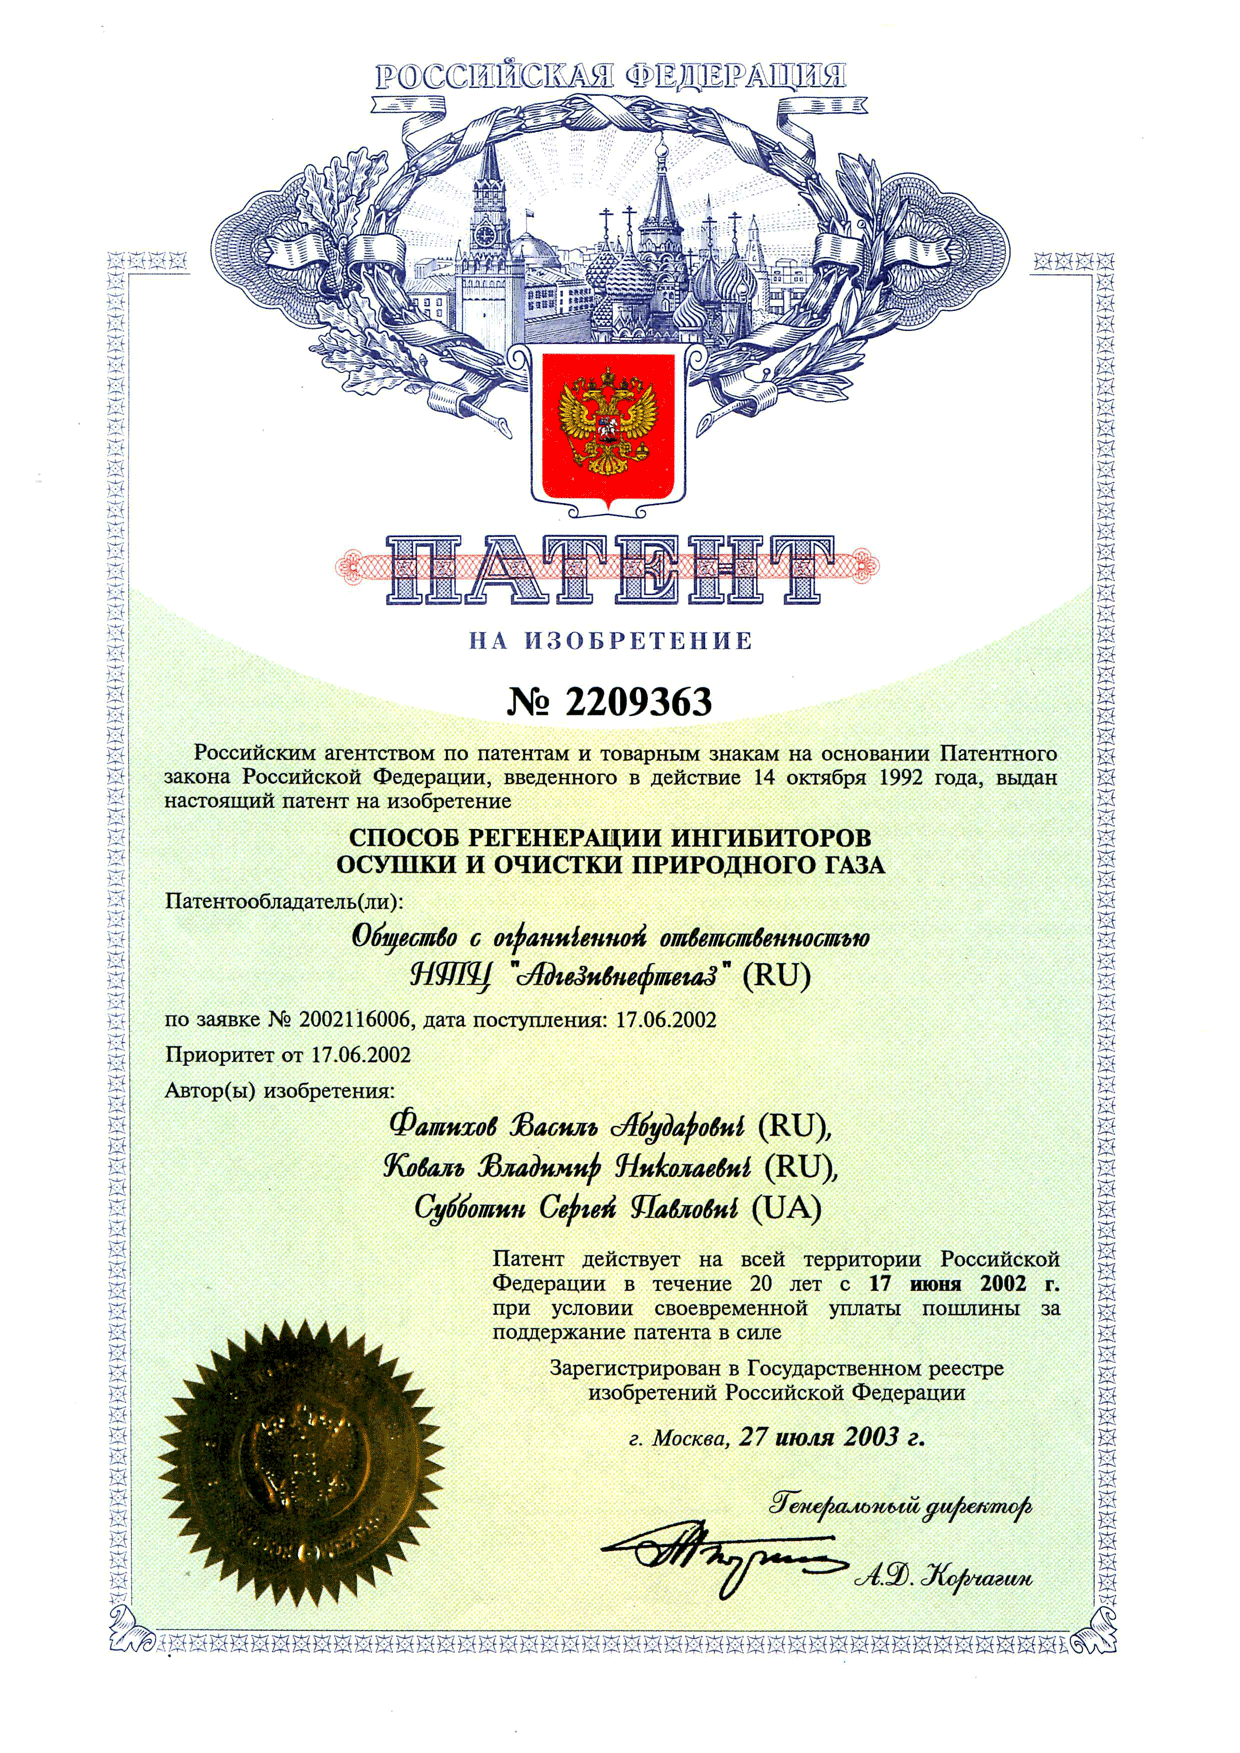 РОССИЙСКАЯ ФЕДЕРАЦИЯ
ПАТЕНТ
НА ИЗОБРЕТЕНИЕ
№ 2209363
Российским агентством по патентам и товарным знакам на основании Патентного
закона Российской Федерации, введенного в действие 14 октября 1992 года, выдан
настоящий патент на изобретение
СПОСОБ РЕГЕНЕРАЦИИ ИНГИБИТОРОВ
ОСУШКИ И ОЧИСТКИ ПРИРОДНОГО ГАЗА
Патентообладатель(ли):
Общество с ограниченной ответственностью
НТЦ "Адгезивнефтегаз" (RU)
по заявке № 2002116006, дата поступления: 17.06.2002
Приоритет от 17.06.2002
Автор(ы) изобретения:
Фатихов Василь Абударович (RU),
Коваль Владимир Николаевич (RU),
Субботин Сергей Павлович (UA)
Патент действует на всей территории Российской
Федерации в течение 20 лет с 17 июня 2002 г.
при условии своевременной уплаты пошлины за
поддержание патента в силе
Зарегистрирован в Государственном реестре
изобретений Российской Федерации
г. Москва, 27 июля 2003 г.
Генеральный директор
А.Д. Корчагин